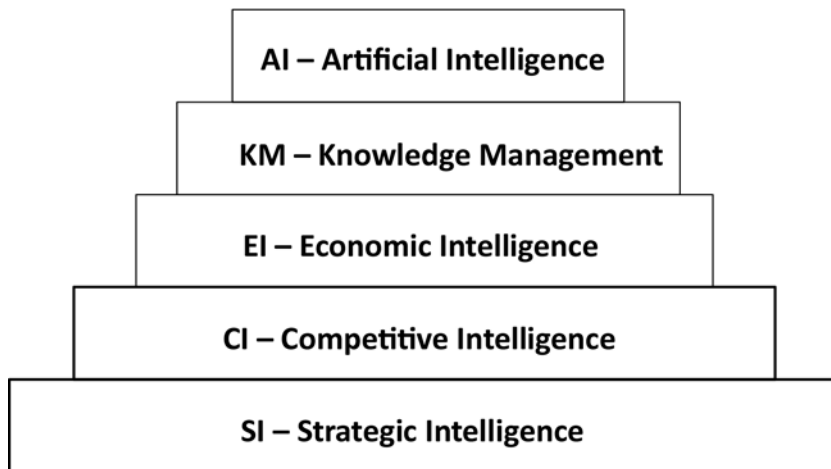 AI – Artificial Intelligence
KM – Knowledge Management
EI – Economic Intelligence
CI – Competitive Intelligence
SI – Strategic Intelligence